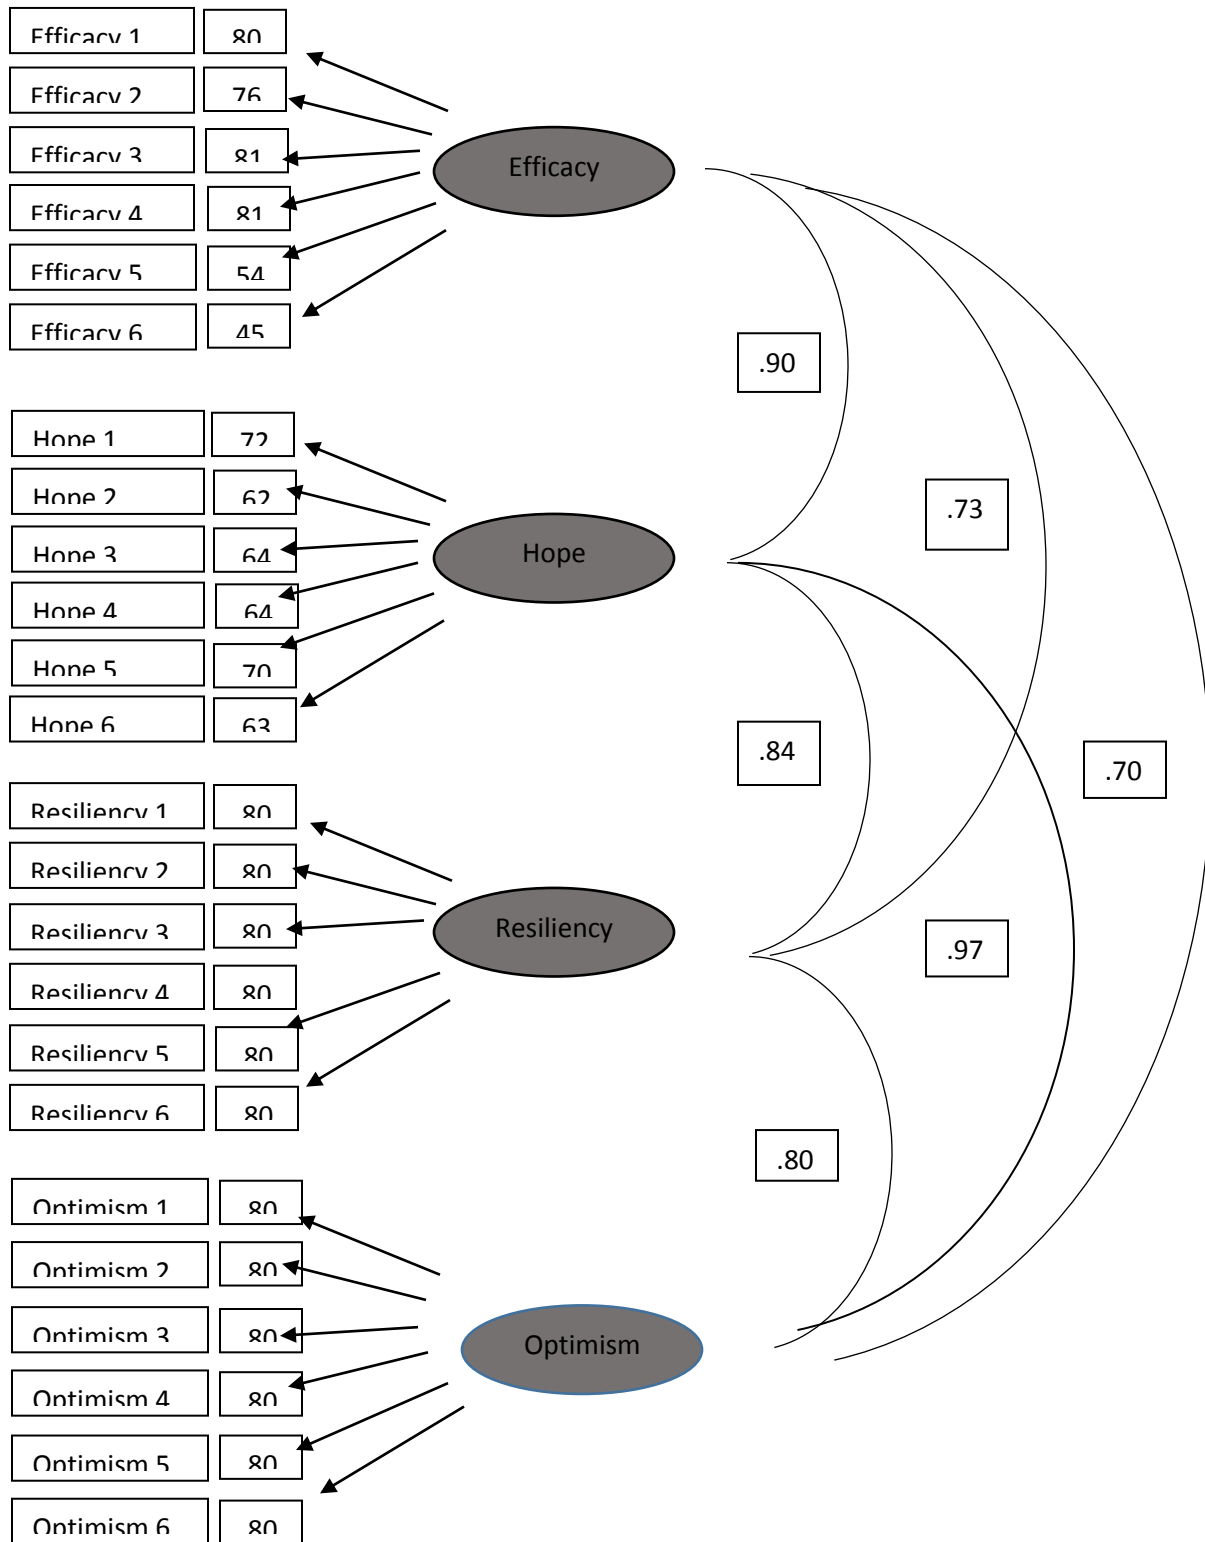 Efficacy 1 80
Efficacy 2 76
Efficacy 3 81
Efficacy 4 81
Efficacy 5 54
Efficacy 6 45
Efficacy
.90
Hope 1 72
Hope 2 62
Hope 3 64
Hope 4 64
Hope 5 70
Hope 6 63
Hope
.73
.84
.70
Resiliency 1 80
Resiliency 2 80
Resiliency 3 80
Resiliency 4 80
Resiliency 5 80
Resiliency 6 80
Resiliency
.97
.80
Optimism 1 80
Optimism 2 80
Optimism 3 80
Optimism 4 80
Optimism 5 80
Optimism 6 80
Optimism